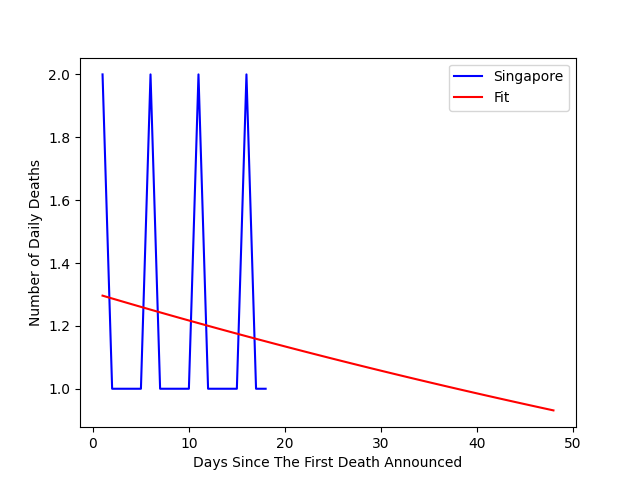 Singapore
Fit
2.0
1.8
1.6
1.4
1.2
1.0
Number of Daily Deaths
0 10 20 30 40 50
Days Since The First Death Announced